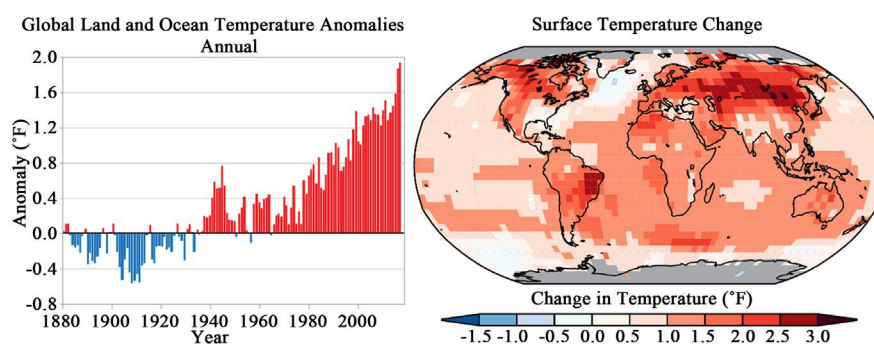 Global Land and Ocean Temperature Anomalies
Annual
2.0
1.6
1.2
0.8
0.4
0.0
-0.4
-0.8
Anomaly (˚F)
1880 1900 1920 1940 1960 1980 2000
Year
Surface Temperature Change
Change in Temperature (˚F)
-1.5 -1.0 -0.5 0.0 0.5 1.0 1.5 2.0 2.5 3.0